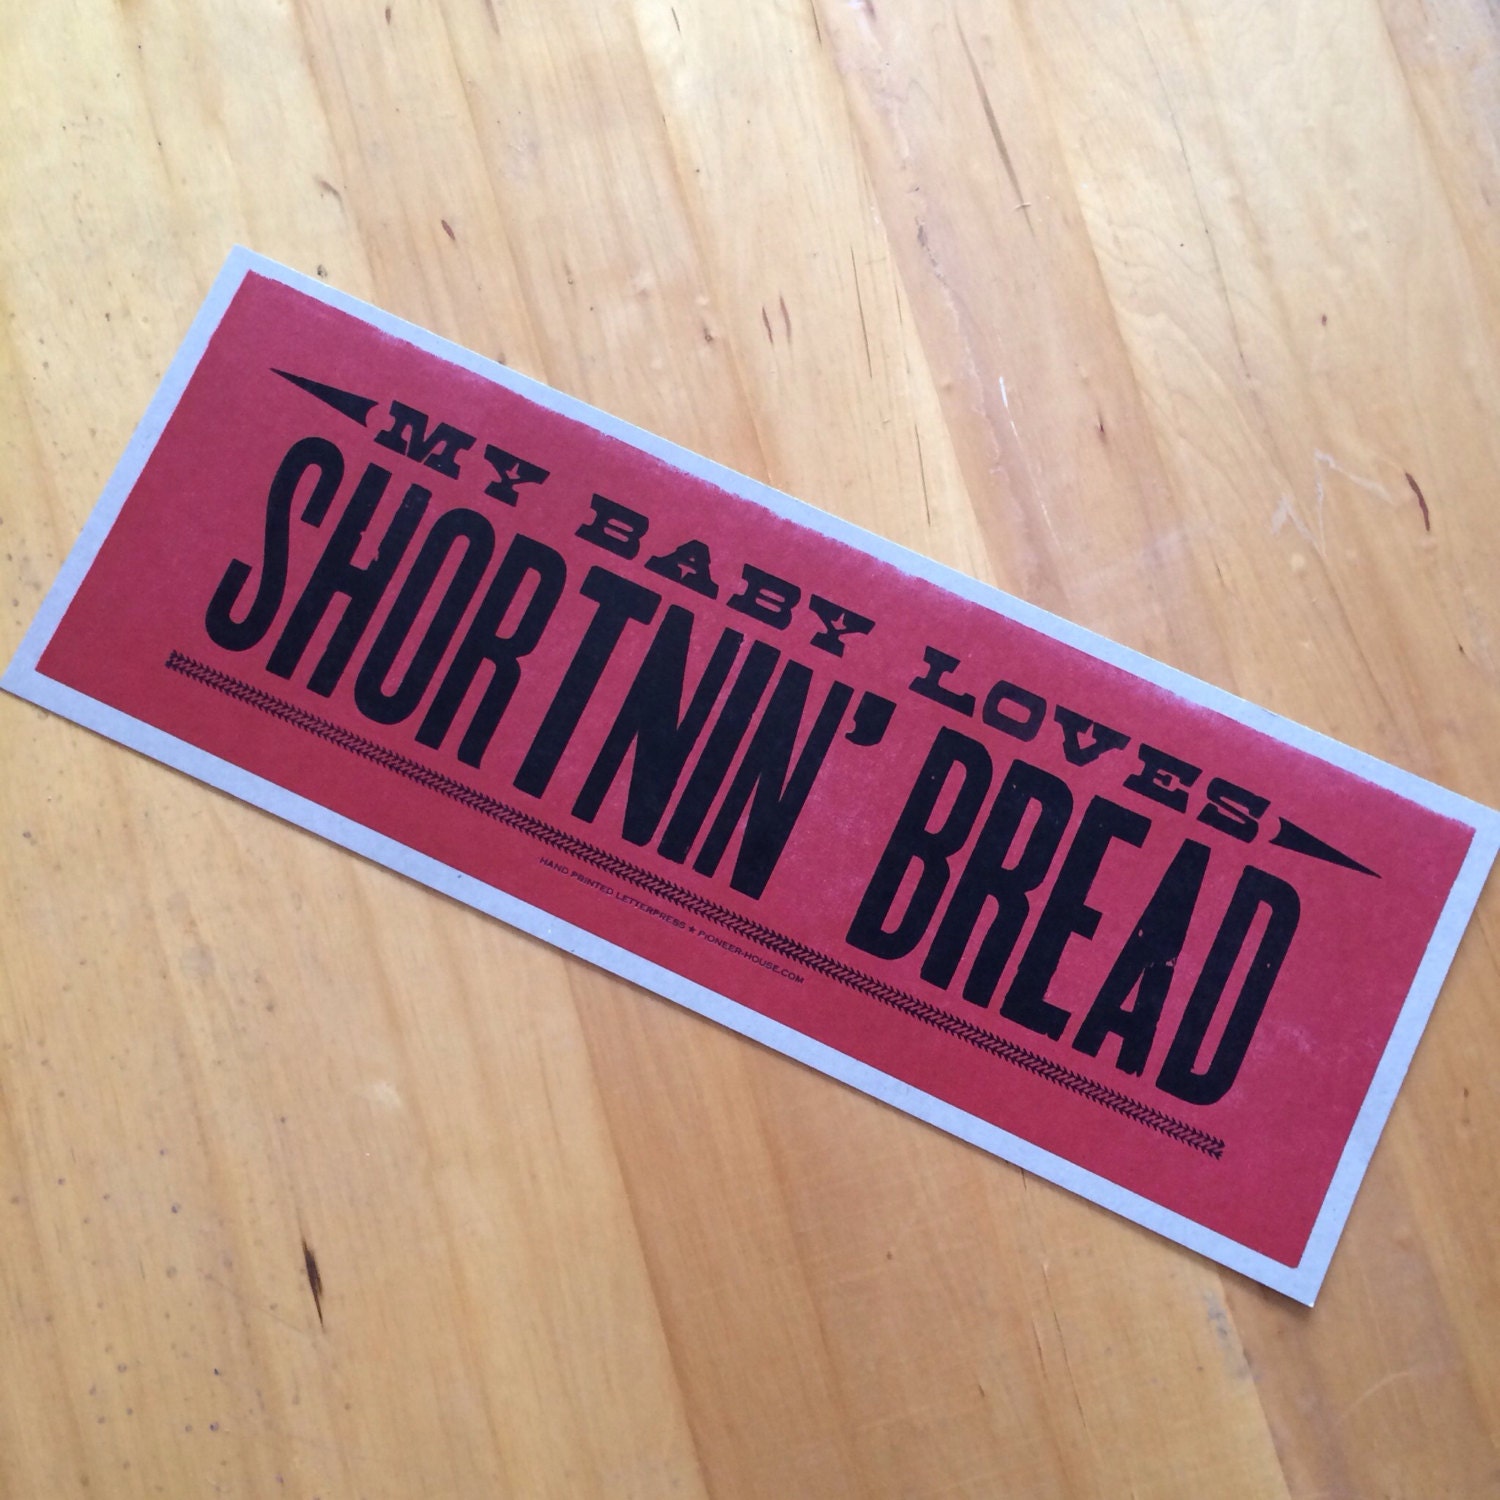 MY BABY LOVES
SHORTNIN' BREAD
HAND PRINTED LETTERPRESS ★ PIONEER-HOUSE.COM